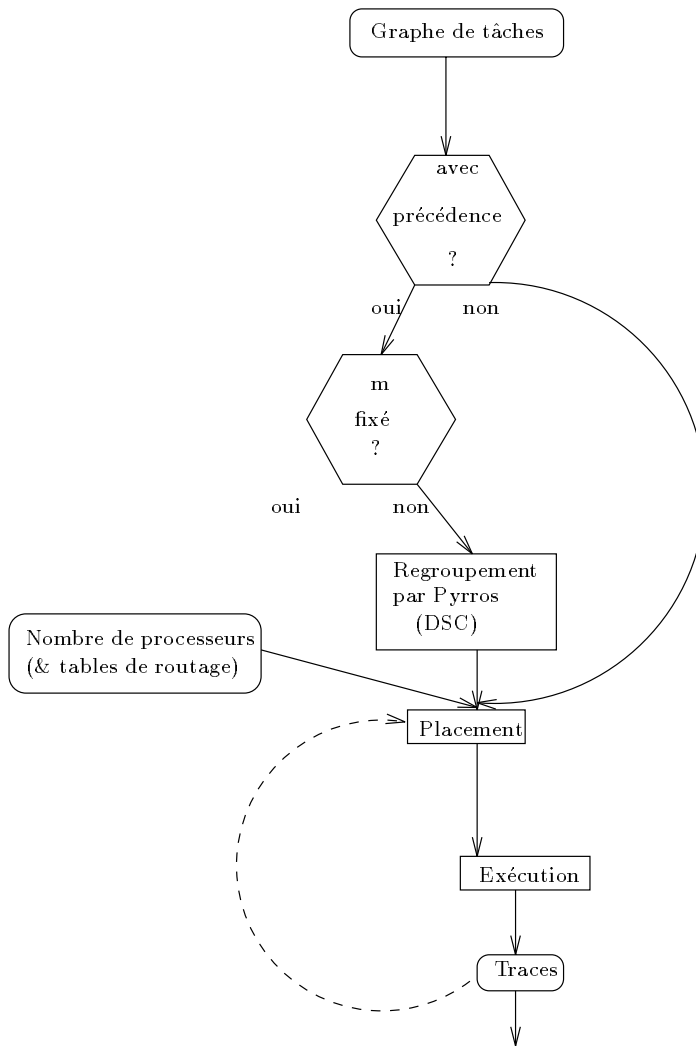 Graphe de tâches
avec
précédence
?
oui
non
m
fixé
?
oui
non
Regroupement
par Pyrros
(DSC)
Nombre de processeurs
(& tables de routage)
Placement
Exécution
Traces